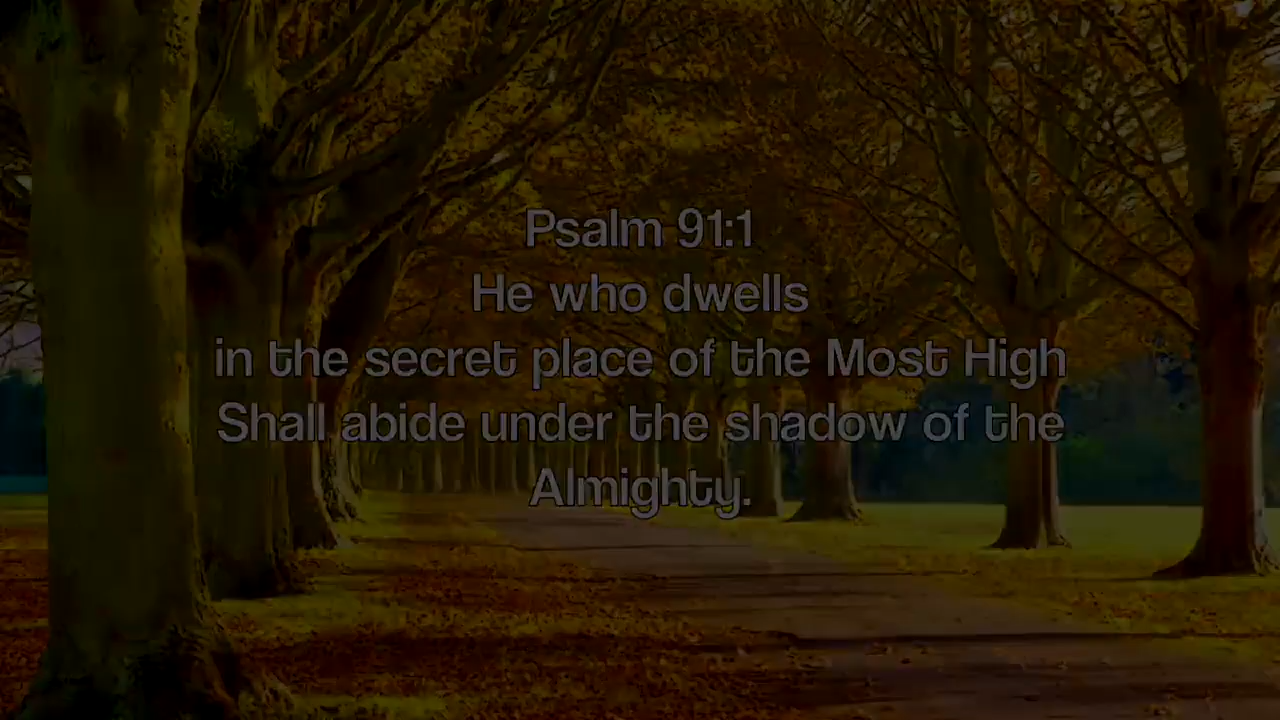 Psalm 91:1
He who dwells
in the secret place of the Most High
Shall abide under the shadow of the
Almighty.